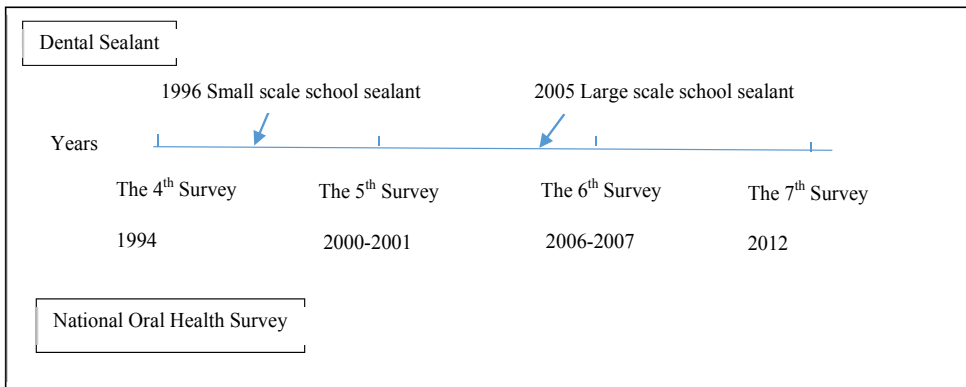 Dental Sealant
1996 Small scale school sealant
2005 Large scale school sealant
Years
The 4th Survey
The 5th Survey
The 6th Survey
The 7th Survey
1994
2000-2001
2006-2007
2012
National Oral Health Survey